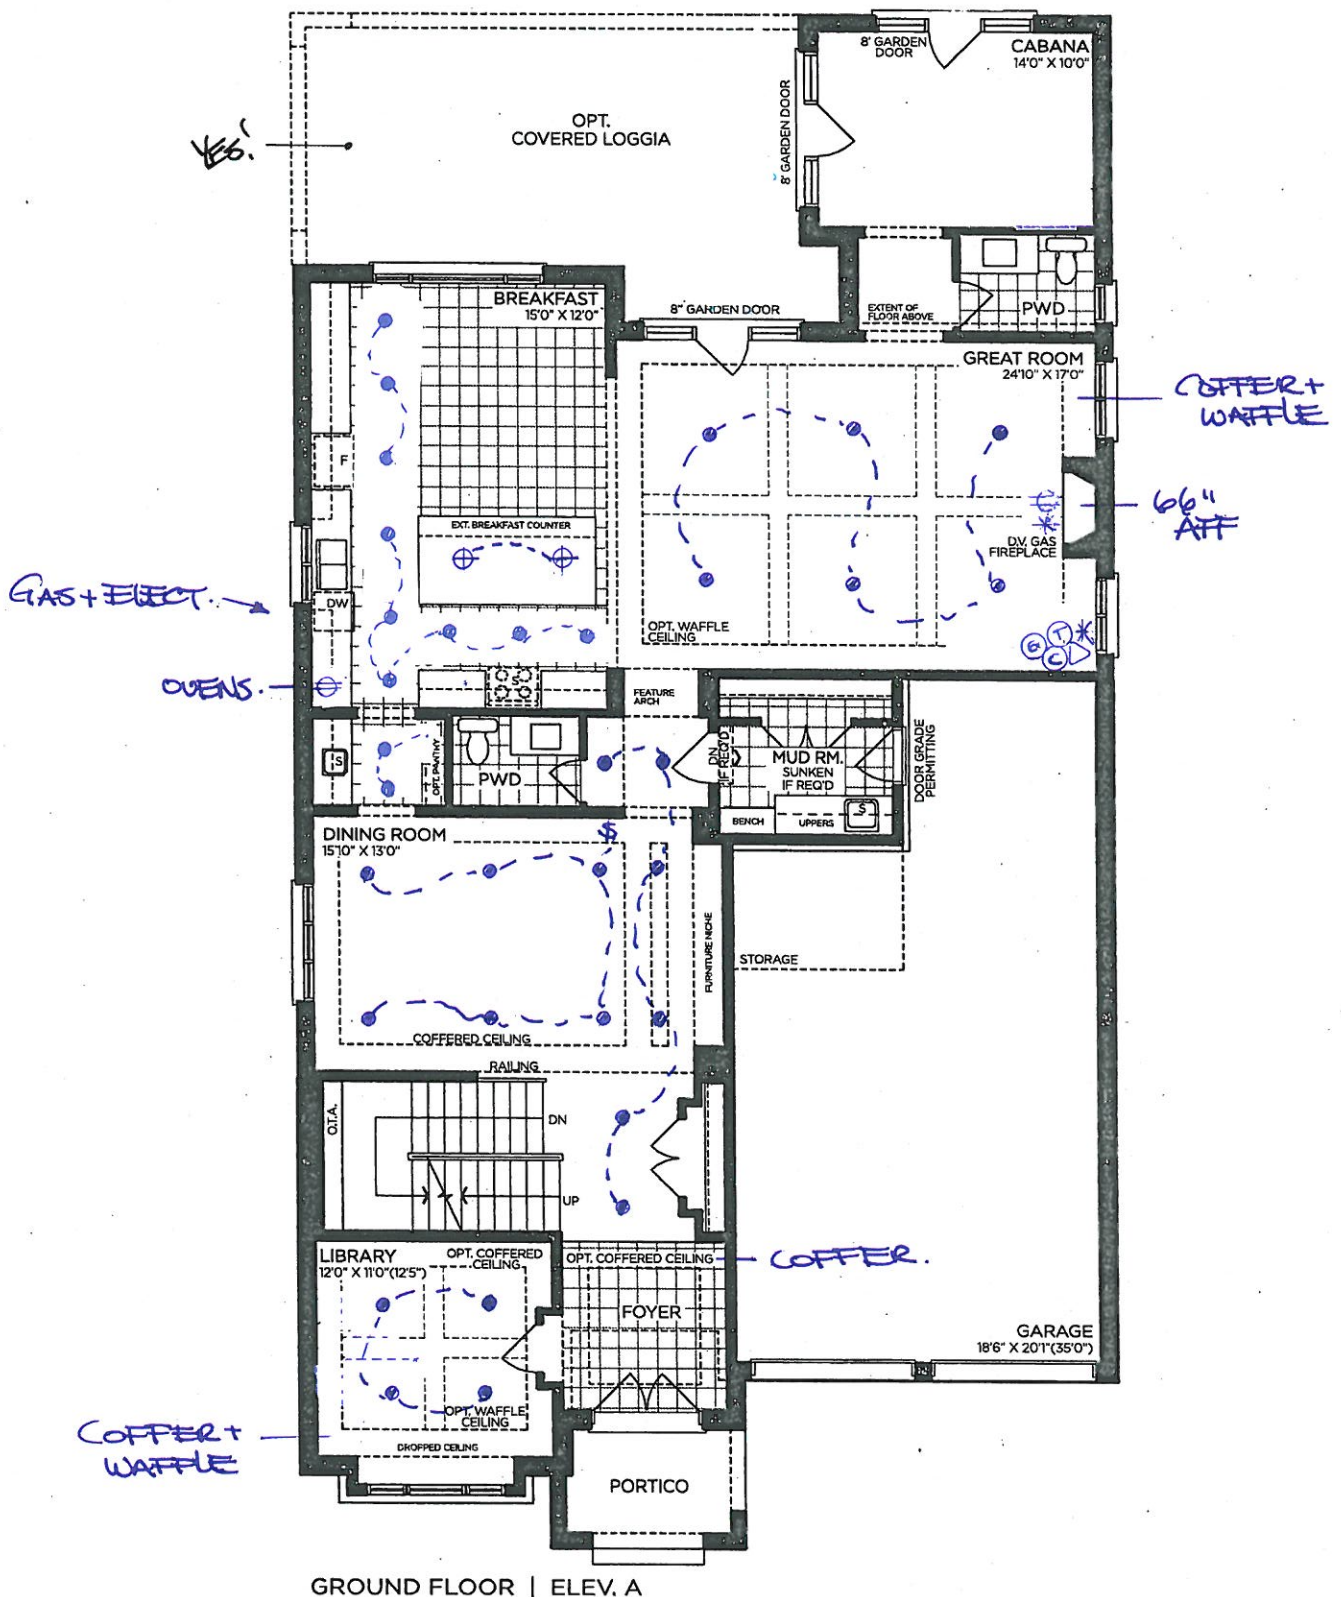 8' GARDEN
DOOR
CABANA
14'0" X 10'0"
8' GARDEN DOOR
OPT.
COVERED LOGGIA
YES!
BREAKFAST
15'0" X 12'0"
8" GARDEN DOOR
EXTENT OF
FLOOR ABOVE
PWD
GREAT ROOM
24'10" X 17'0"
COFFER +
WAFFLE
F
EXT. BREAKFAST COUNTER
66"
AFF
D.V. GAS
FIREPLACE
GAS + ELECT.
DW
OPT. WAFFLE
CEILING
G T
C
OVENS.
S
FEATURE
ARCH
S
OPT. PANTRY
PWD
DN
IF REQ'D
MUD RM.
SUNKEN
IF REQ'D
DOOR GRADE
PERMITTING
BENCH
UPPERS
S
DINING ROOM
15'10" X 13'0"
$
FURNITURE NICHE
STORAGE
COFFERED CEILING
RAILING
O.T.A.
DN
UP
LIBRARY
12'0" X 11'0"(12'5")
OPT. COFFERED
CEILING
OPT. COFFERED CEILING
COFFER.
FOYER
GARAGE
18'6" X 20'1"(35'0")
OPT. WAFFLE
CEILING
COFFER +
WAFFLE
DROPPED CEILING
PORTICO
GROUND FLOOR | ELEV. A